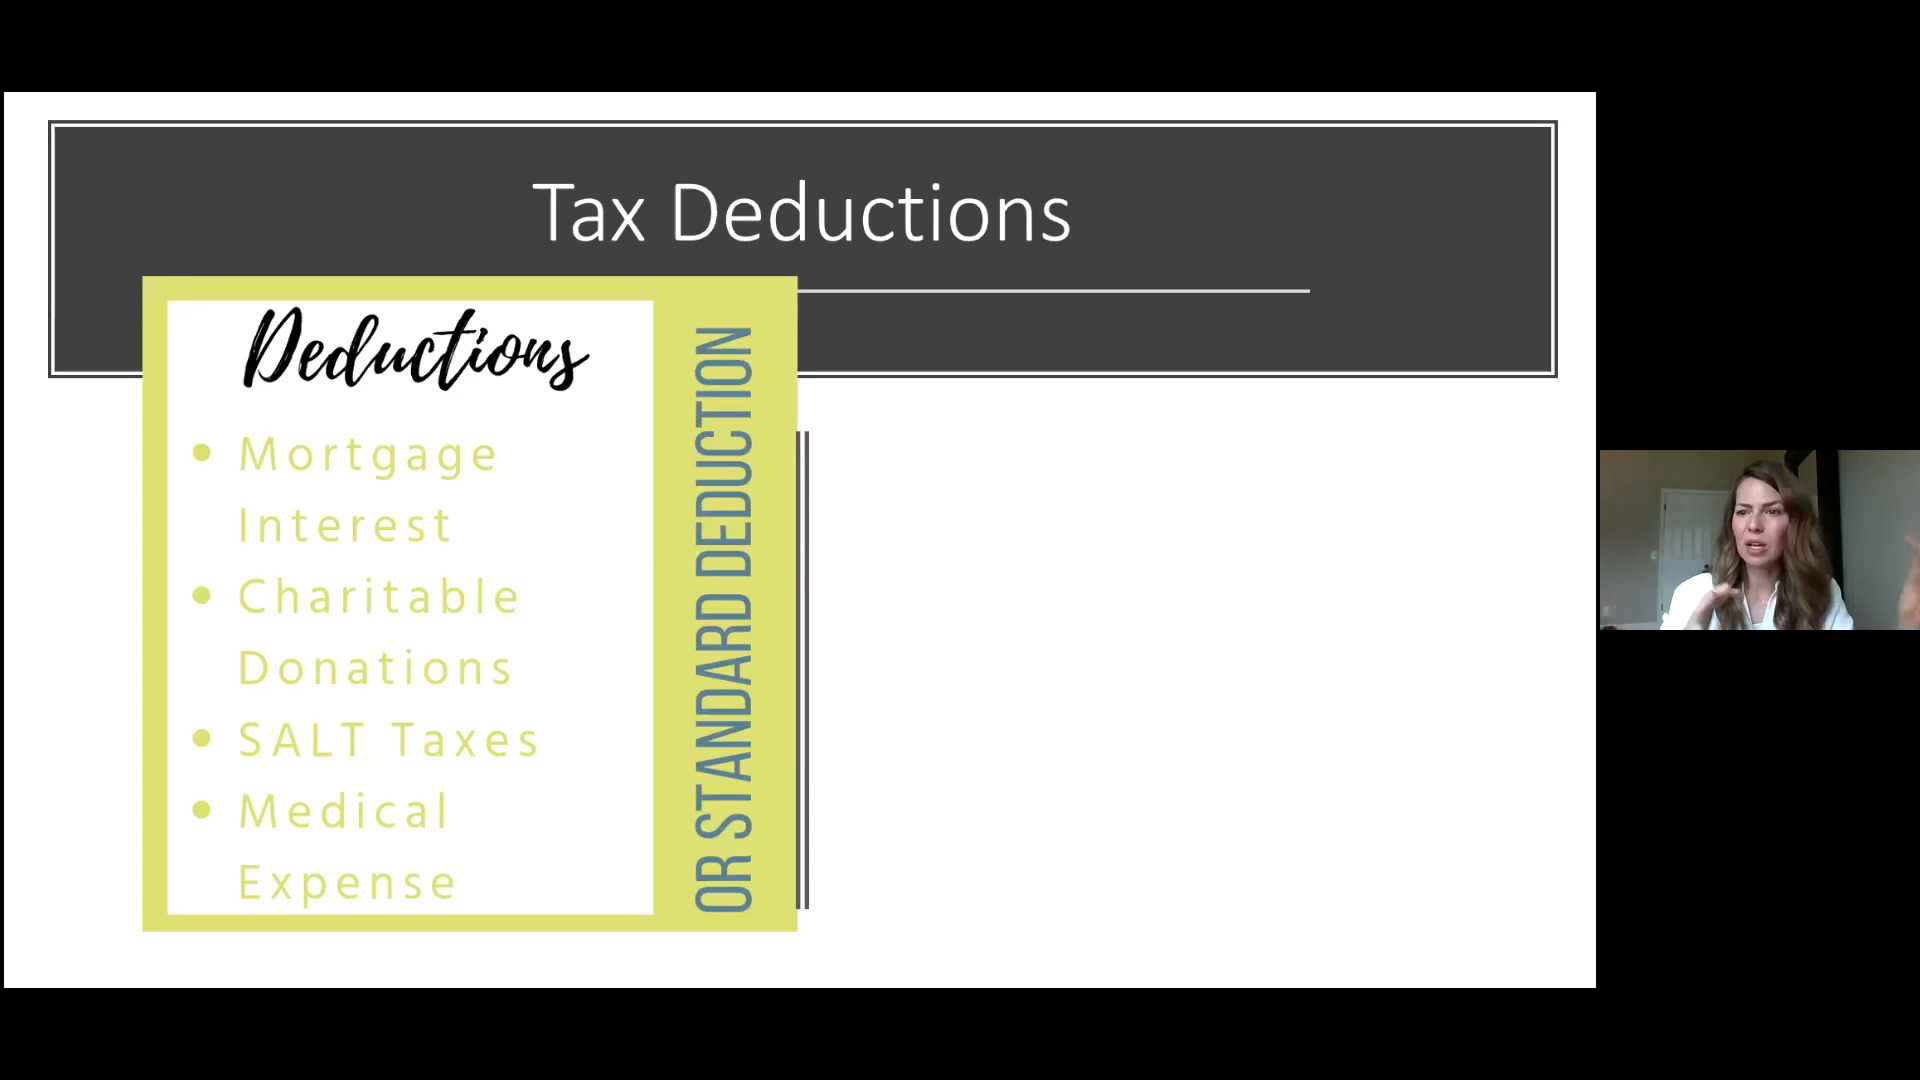 Tax Deductions
Deductions
• Mortgage
Interest
• Charitable
Donations
• SALT Taxes
• Medical
Expense
OR STANDARD DEDUCTION